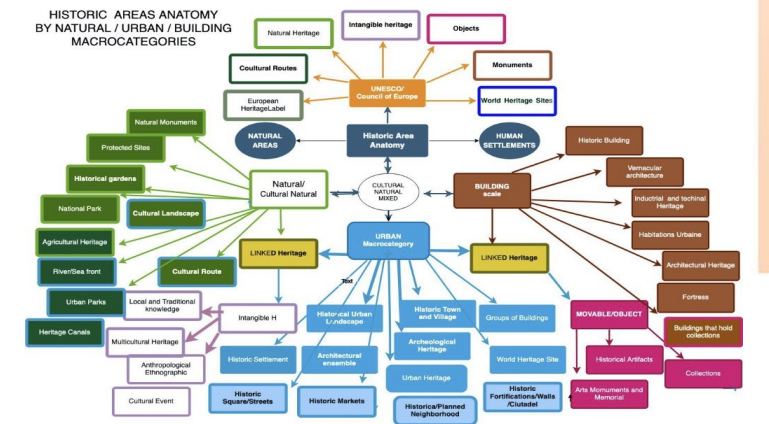 HISTORIC AREAS ANATOMY
BY NATURAL / URBAN / BUILDING
MACROCATEGORIES
Natural Heritage
Intangible heritage
Objects
Coultural Routes
Monuments
UNESCO/
Council of Europe
European
HeritageLabel
World Heritage Sites
Natural Monuments
NATURAL
AREAS
Historic Area
Anatomy
HUMAN
SETTLEMENTS
Historic Building
Protected Sites
Vernacular
architecture
Historical gardens
Natural/
Cultural Natural
CULTURAL
NATURAL
MIXED
BUILDING
scale
Inductrial and techinal
Heritage
National Park
Cultural Landscape
Habitations Urbaine
Agricultural Heritage
LINKED Heritage
URBAN
Macrocategory
LINKED Heritage
Architectural Heritage
River/Sea front
Cultural Route
Text
Fortress
Urban Parks
Local and Traditional
knowledge
Intangible H
Historical Urban
Landscape
Historic Town
and Village
Groups of Buildings
MOVABLE/OBJECT
Buildings that hold
collections
Heritage Canals
Multicultural Heritage
Archeological
Heritage
Historic Settlement
Architectural
ensemble
World Heritage Site
Historical Artifacts
Anthropological
Ethnographic
Urban Heritage
Collections
Cultural Event
Historic
Square/Streets
Historic Markets
Historica/Planned
Neighborhood
Historic
Fortifications/Walls
/Ciutadel
Arts Momuments and
Memorial